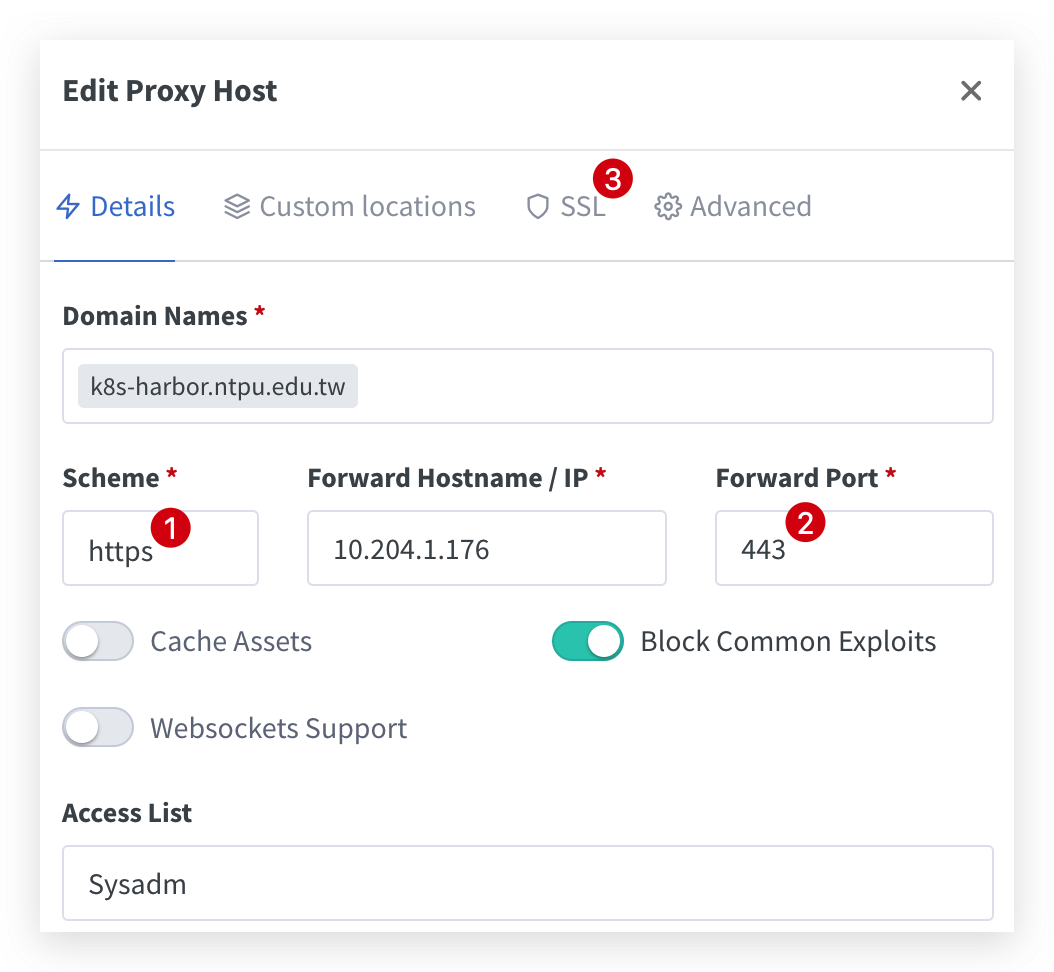 Edit Proxy Host
Details Custom locations SSL 3 Advanced
Domain Names *
k8s-harbor.ntpu.edu.tw
Scheme * Forward Hostname / IP * Forward Port *
https 1 10.204.1.176 443 2
Cache Assets Block Common Exploits
Websockets Support
Access List
Sysadm